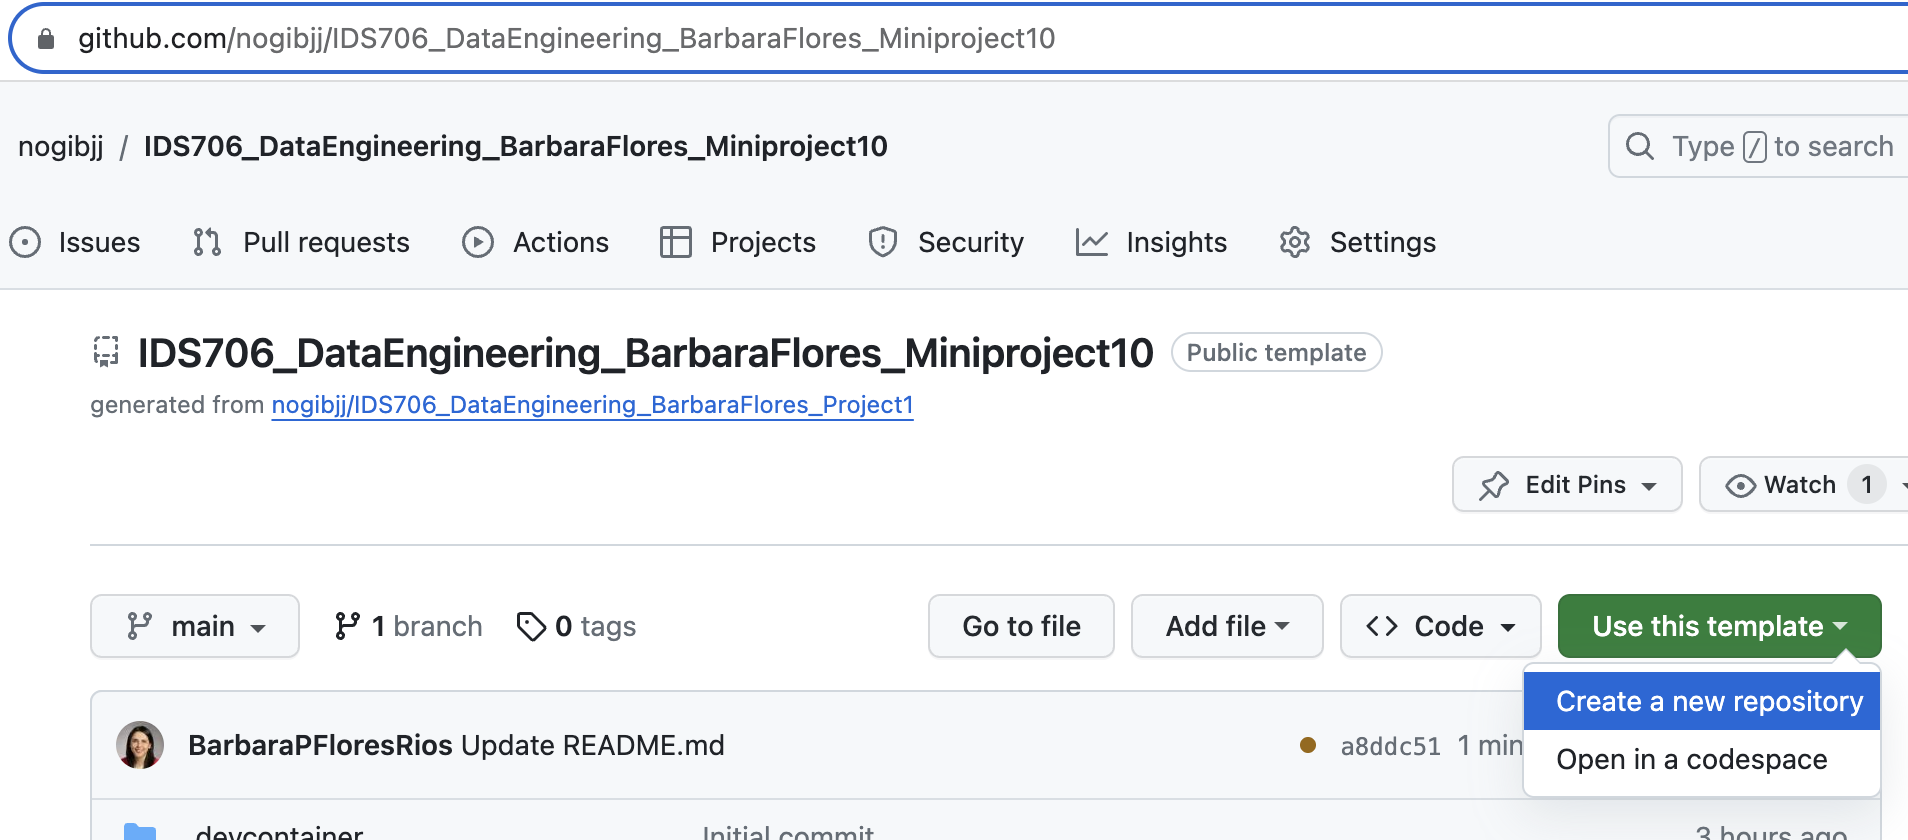 github.com/nogibjj/IDS706_DataEngineering_BarbaraFlores_Miniproject10
nogibjj / IDS706_DataEngineering_BarbaraFlores_Miniproject10
Type / to search
Issues Pull requests Actions Projects Security Insights Settings
IDS706_DataEngineering_BarbaraFlores_Miniproject10 Public template
generated from nogibjj/IDS706_DataEngineering_BarbaraFlores_Project1
Edit Pins Watch 1
main 1 branch 0 tags Go to file Add file <> Code Use this template
Create a new repository
BarbaraPFloresRios Update README.md a8ddc51 1 min
Open in a codespace
.devcontainer Initial commit 3 hours ago